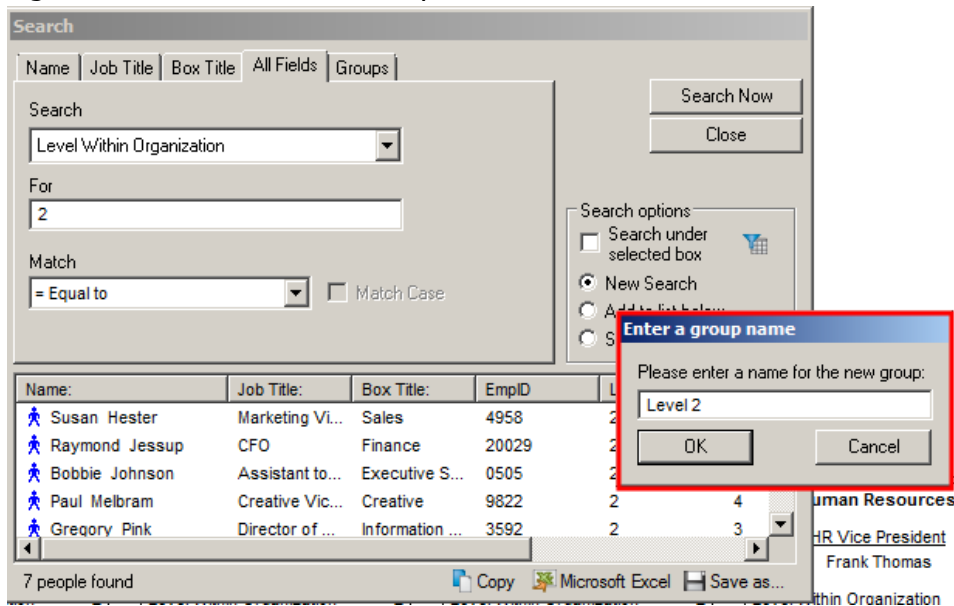 Search
Name Job Title Box Title All Fields Groups
Search
Level Within Organization
For
2
Match
= Equal to
Match Case
Search Now
Close
Search options
Search under
selected box
New Search
Add to list below
S
Enter a group name
Please enter a name for the new group:
Level 2
OK Cancel
Name: Job Title: Box Title: EmpID L
Susan Hester Marketing Vi... Sales 4958 2
Raymond Jessup CFO Finance 20029 2
Bobbie Johnson Assistant to... Executive S... 0505 2
Paul Melbram Creative Vic... Creative 9822 2 4
Gregory Pink Director of ... Information ... 3592 2 3
7 people found Copy Microsoft Excel Save as...
uman Resources
HR Vice President
Frank Thomas
thin Organization